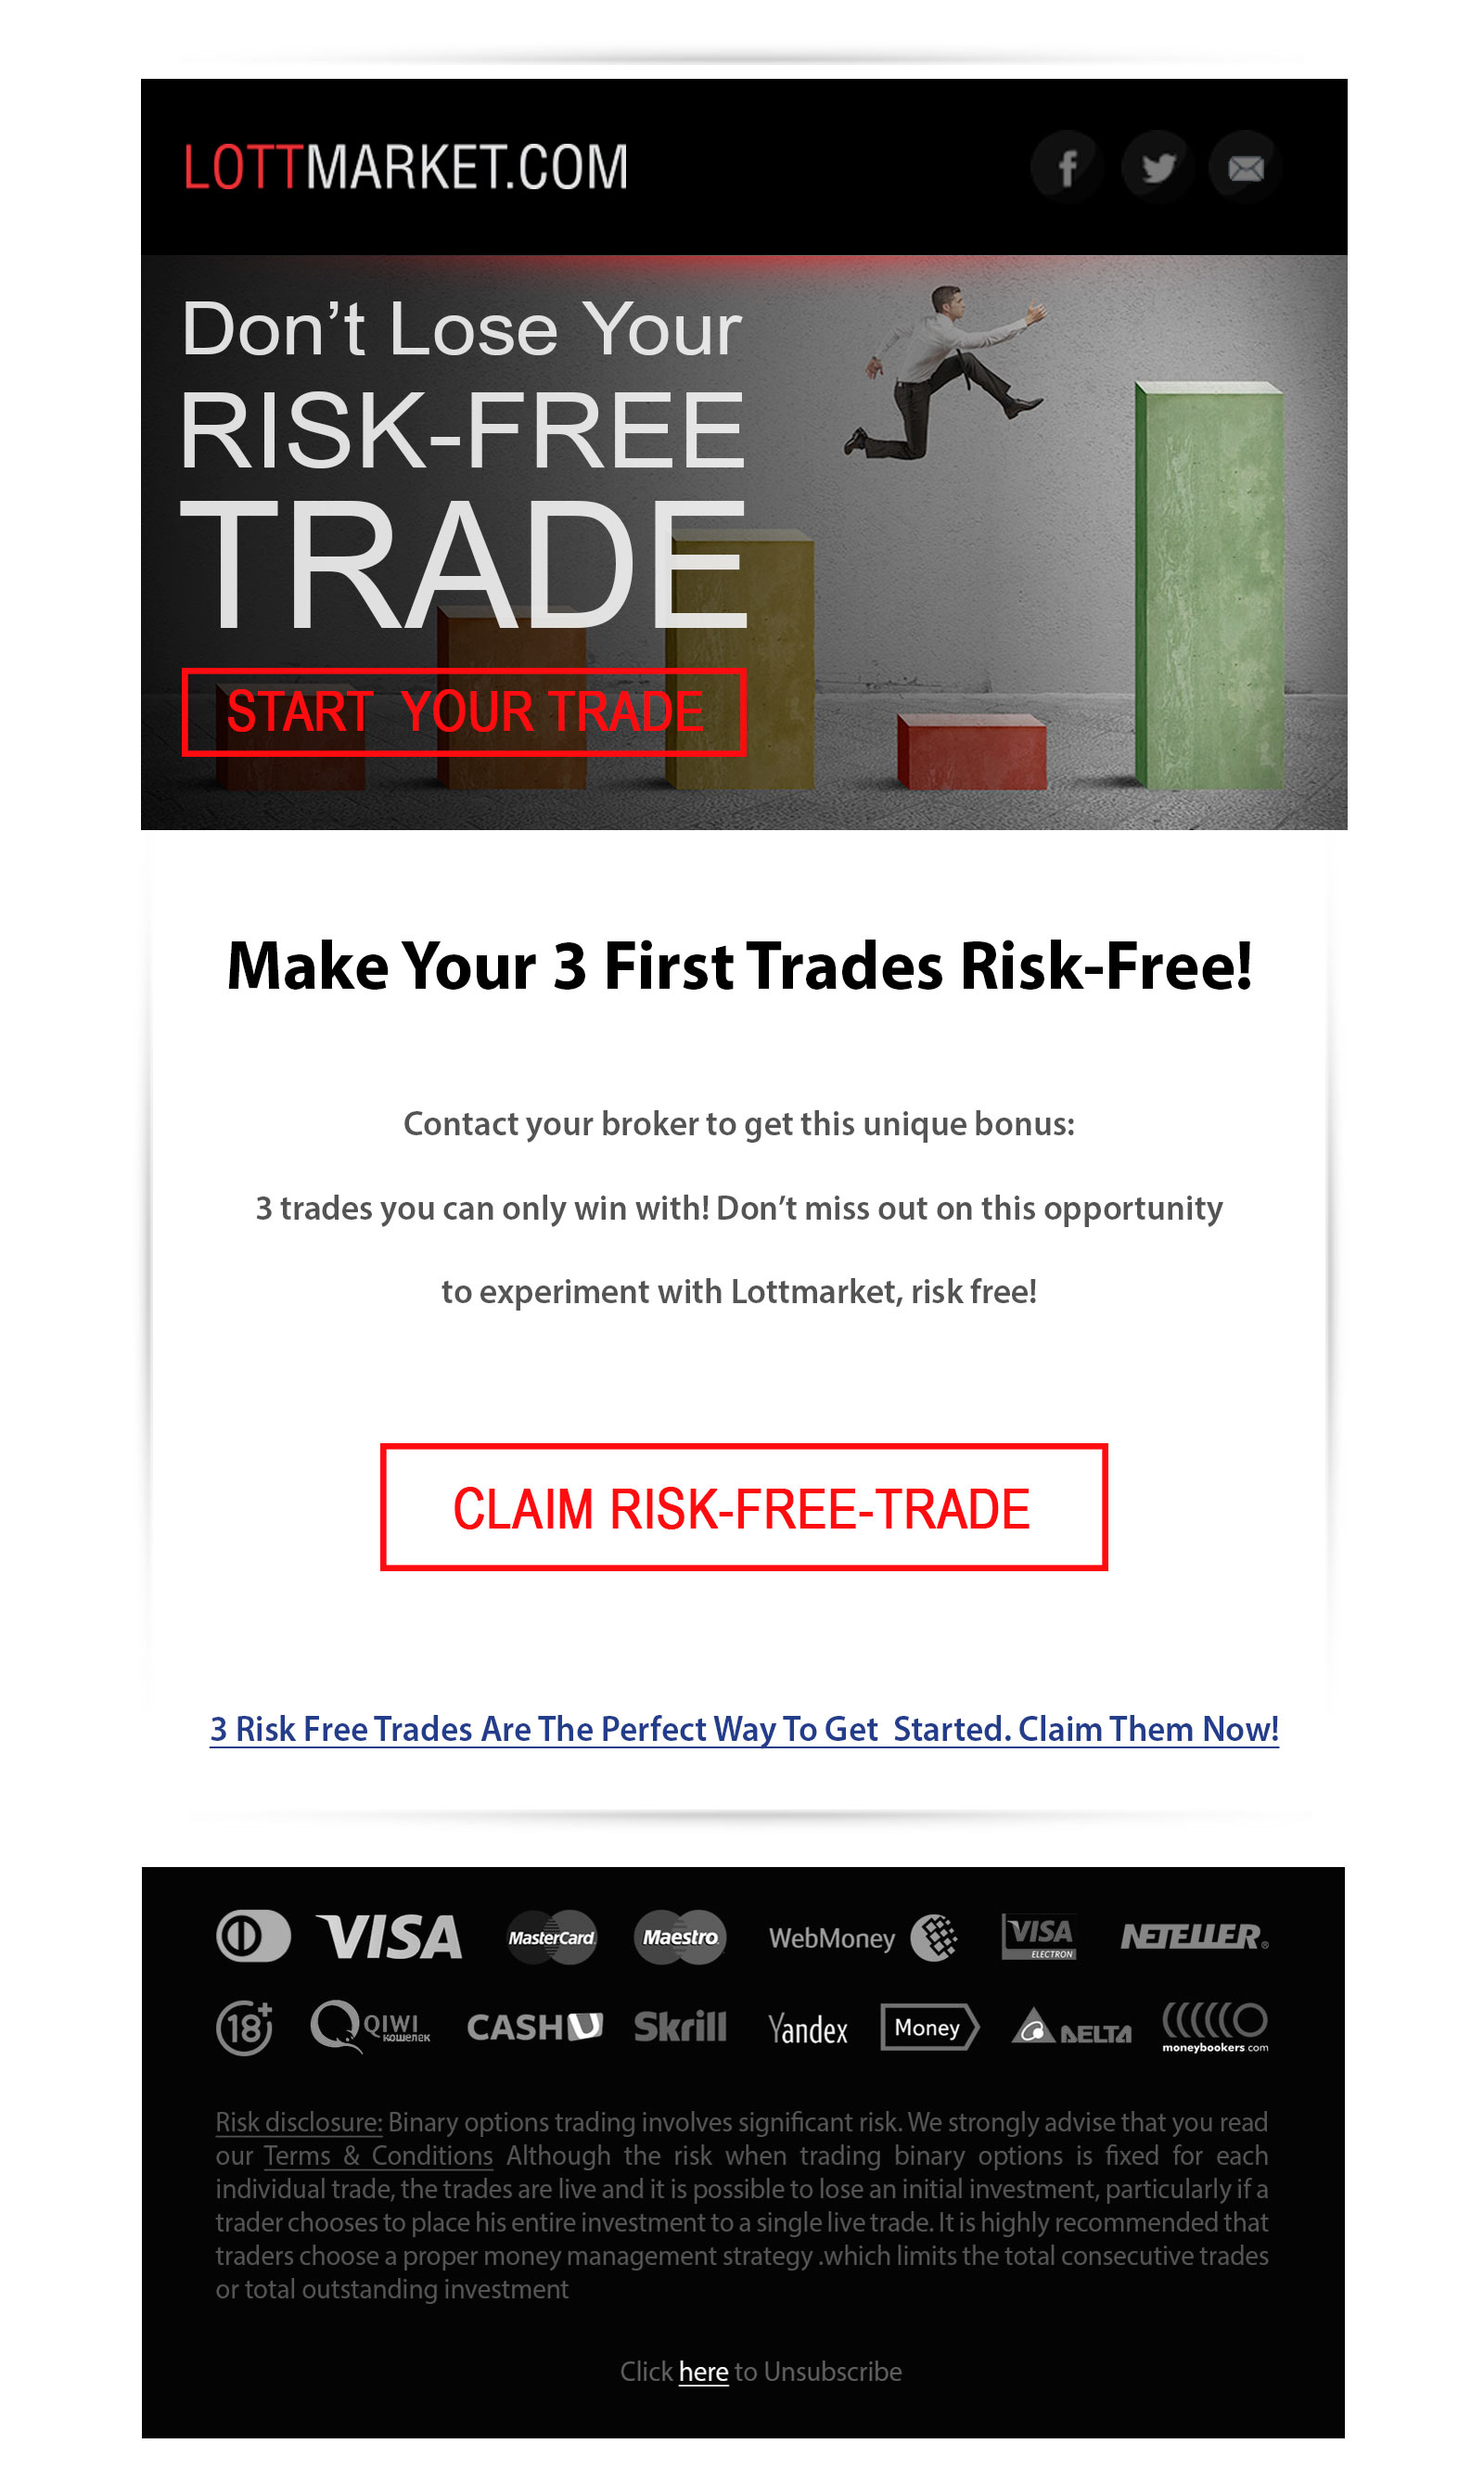 LOTTMARKET.COM
Don’t Lose Your
RISK-FREE
TRADE
START YOUR TRADE
Make Your 3 First Trades Risk-Free!
Contact your broker to get this unique bonus:
3 trades you can only win with! Don’t miss out on this opportunity
to experiment with Lottmarket, risk free!
CLAIM RISK-FREE-TRADE
3 Risk Free Trades Are The Perfect Way To Get Started. Claim Them Now!
VISA MasterCard Maestro WebMoney VISA ELECTRON NETELLER®
18+ QIWI КОШЕЛЕК CASHU Skrill Yandex Money DELTA moneybookers.com
Risk disclosure: Binary options trading involves significant risk. We strongly advise that you read
our Terms & Conditions Although the risk when trading binary options is fixed for each
individual trade, the trades are live and it is possible to lose an initial investment, particularly if a
trader chooses to place his entire investment to a single live trade. It is highly recommended that
traders choose a proper money management strategy .which limits the total consecutive trades
or total outstanding investment
Click here to Unsubscribe